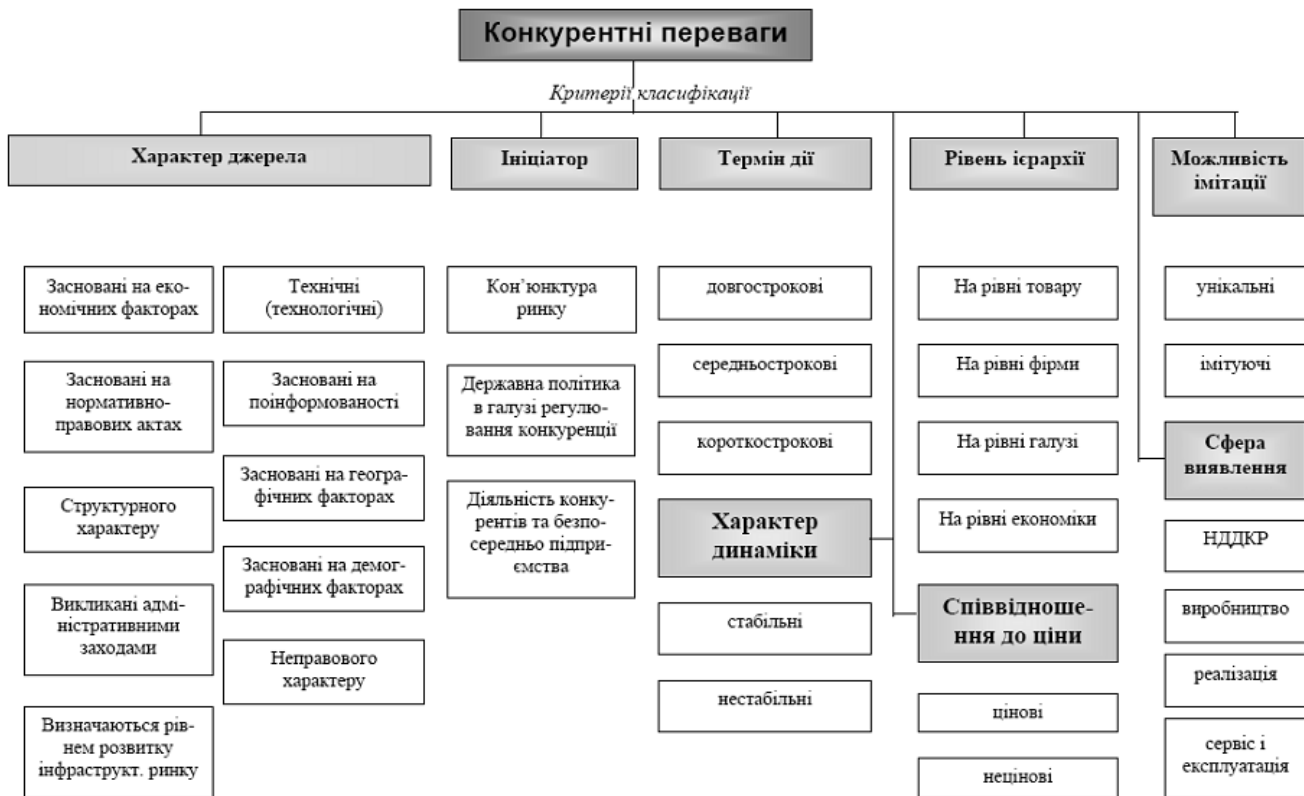 Конкурентні переваги
Критерії класифікації
Характер джерела
Ініціатор
Термін дії
Рівень ієрархії
Можливість
імітації
Засновані на еко-
номічних факторах
Засновані на
нормативно-
правових актах
Структурного
характеру
Викликані адмі-
ністративними
заходами
Визначаються рів-
нем розвитку
інфраструкт. ринку
Технічні
(технологічні)
Засновані на
поінформованості
Засновані на геогра-
фічних факторах
Засновані на демог-
рафічних факторах
Неправового
характеру
Кон’юнктура
ринку
Державна політика
в галузі регулю-
вання конкуренції
Діяльність конку-
рентів та безпо-
середньо підпри-
ємства
довгострокові
середньострокові
короткострокові
Характер
динаміки
стабільні
нестабільні
На рівні товару
На рівні фірми
На рівні галузі
На рівні економіки
Співвідноше-
ння до ціни
цінові
нецінові
унікальні
імітуючі
Сфера
виявлення
НДДКР
виробництво
реалізація
сервіс і
експлуатація